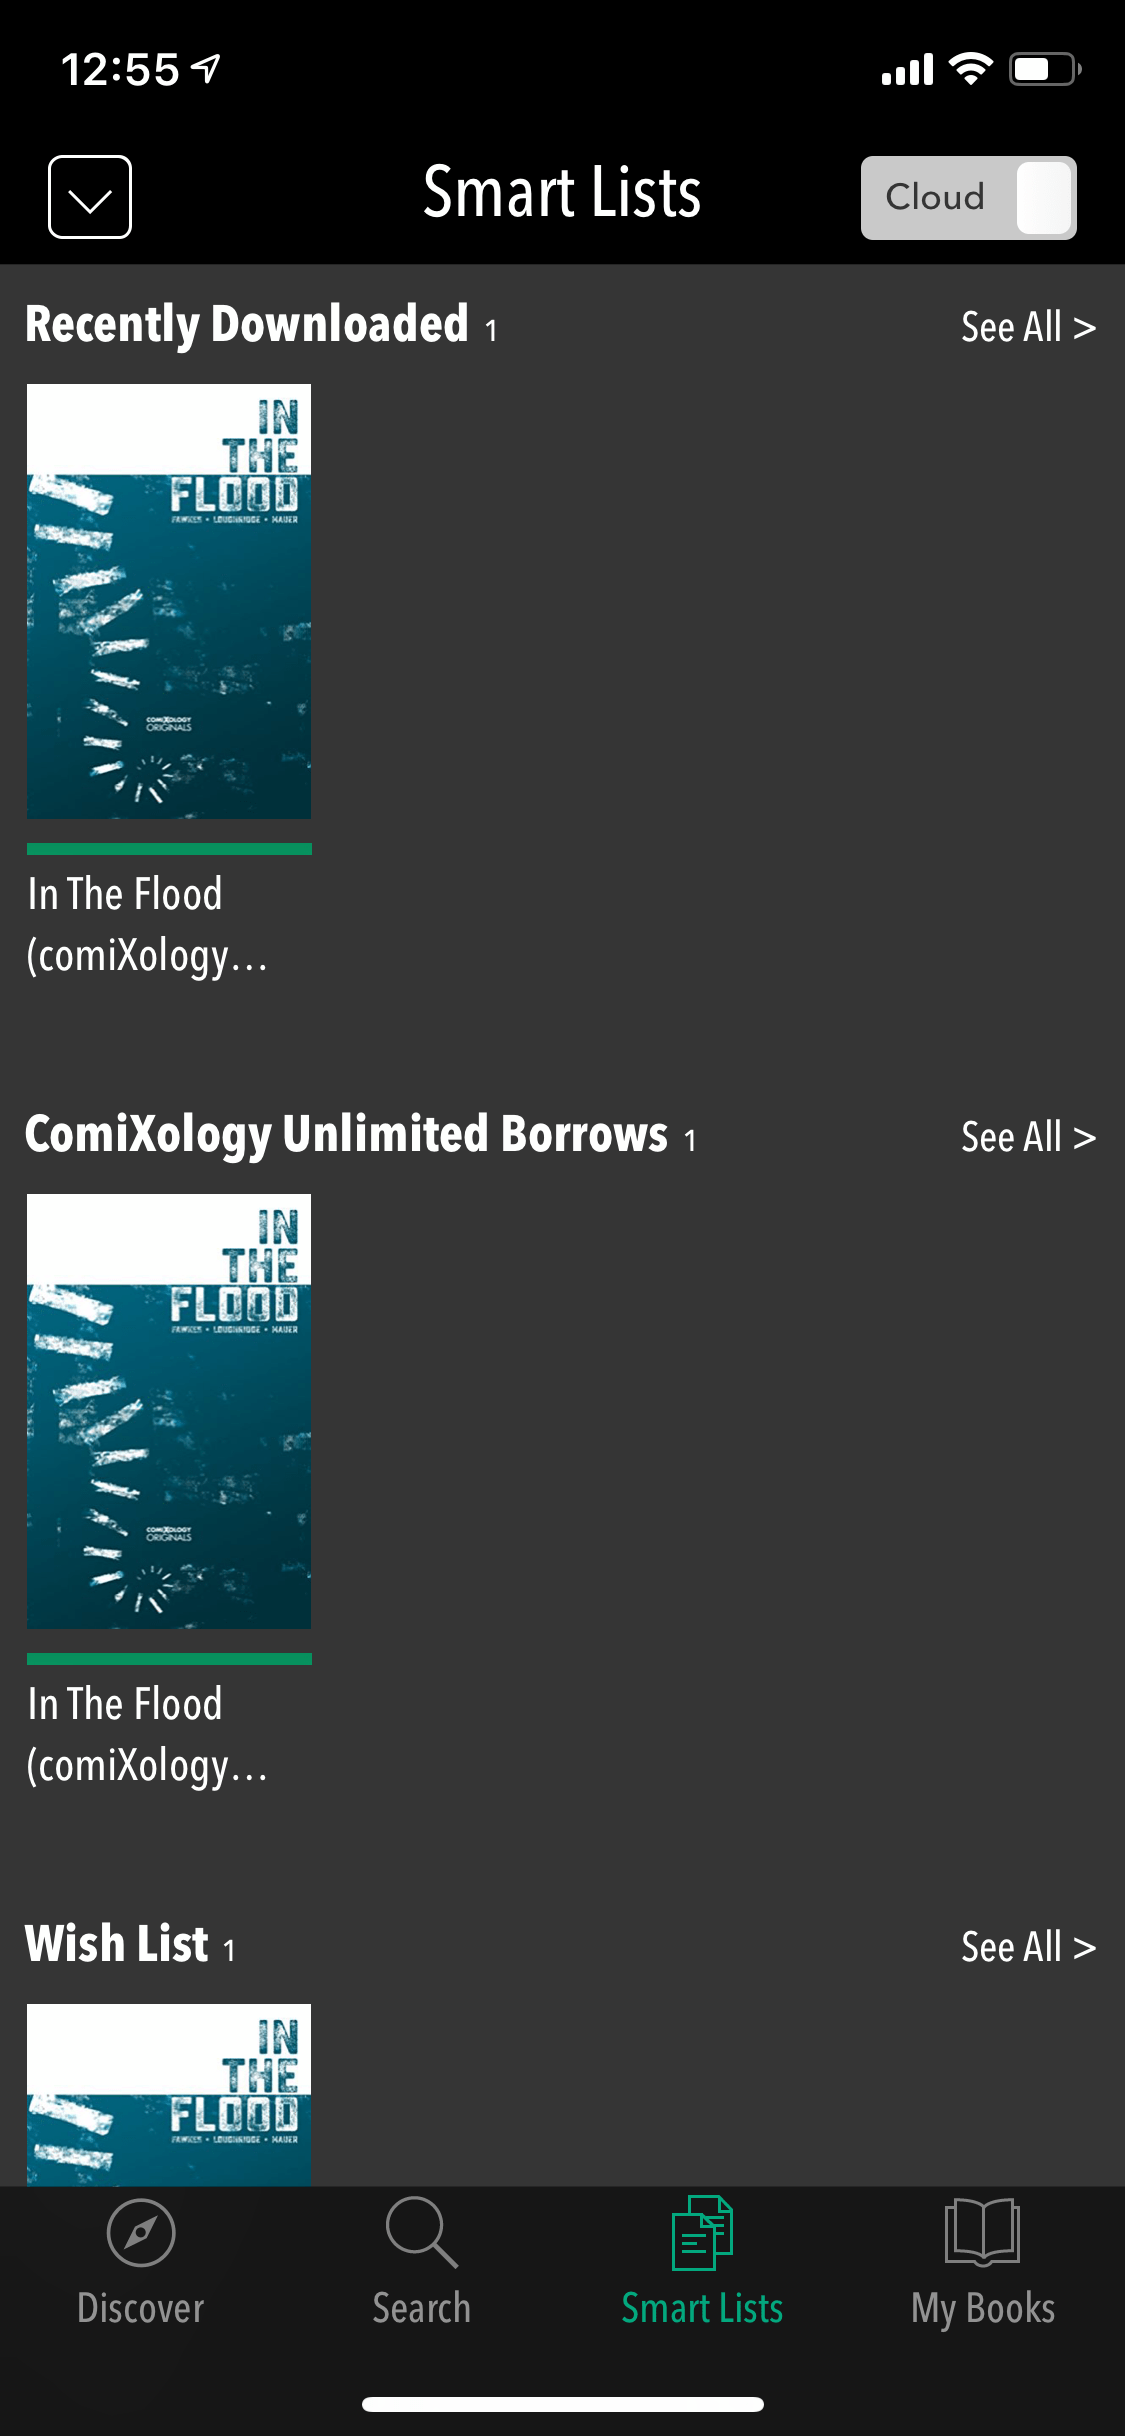 12:55
Smart Lists
Cloud
Recently Downloaded 1
See All >
IN
THE
FLOOD
FAWKES • LOUGHRIDGE • MAUER
COMIXOLOGY
ORIGINALS
In The Flood
(comiXology...
ComiXology Unlimited Borrows 1
See All >
IN
THE
FLOOD
FAWKES • LOUGHRIDGE • MAUER
COMIXOLOGY
ORIGINALS
In The Flood
(comiXology...
Wish List 1
See All >
IN
THE
FLOOD
FAWKES • LOUGHRIDGE • MAUER
Discover
Search
Smart Lists
My Books